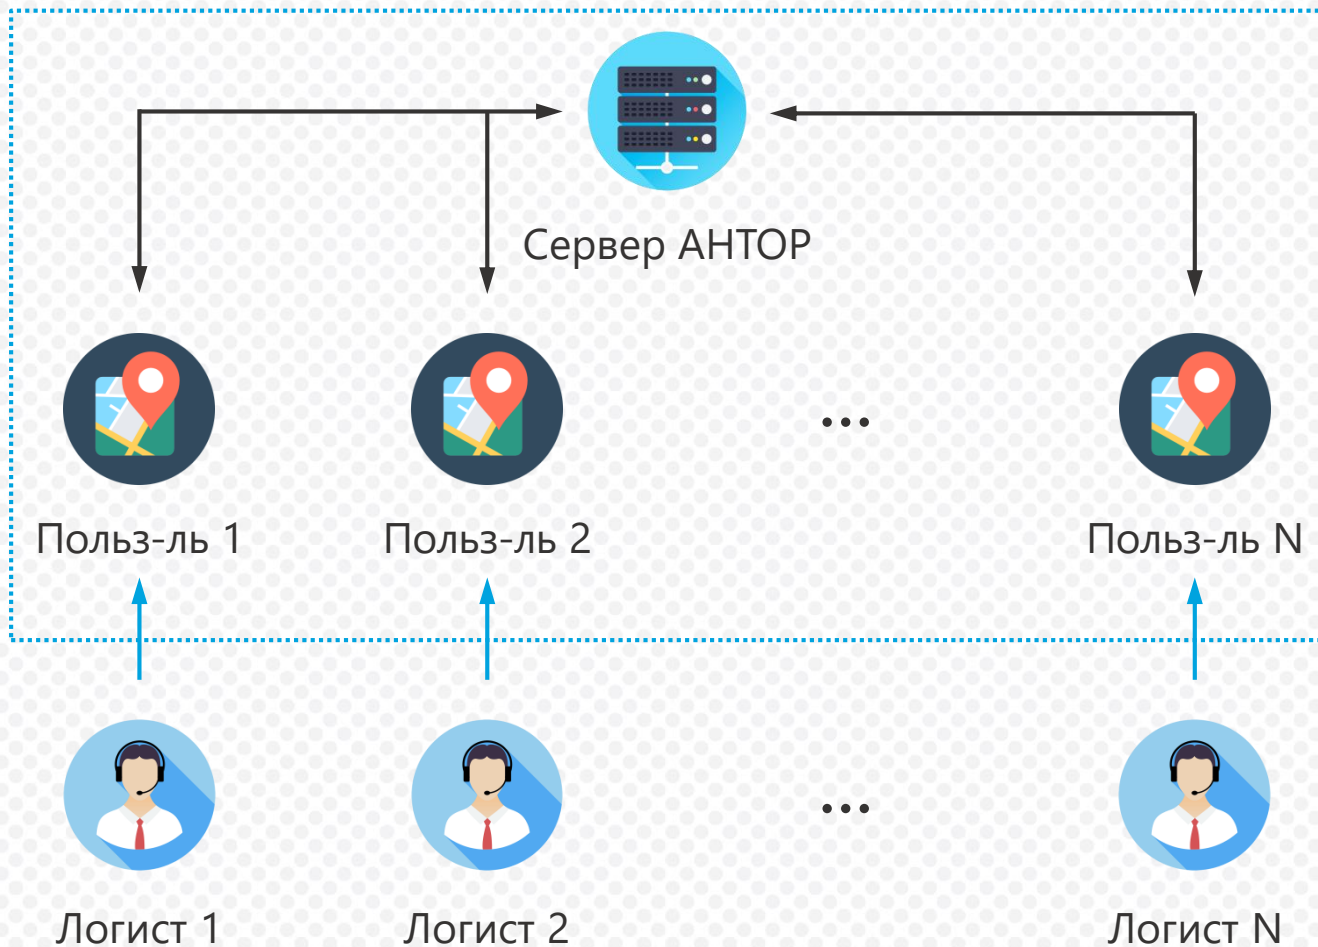 Сервер АНТОР
...
Польз-ль 1
Польз-ль 2
Польз-ль N
...
Логист 1
Логист 2
Логист N